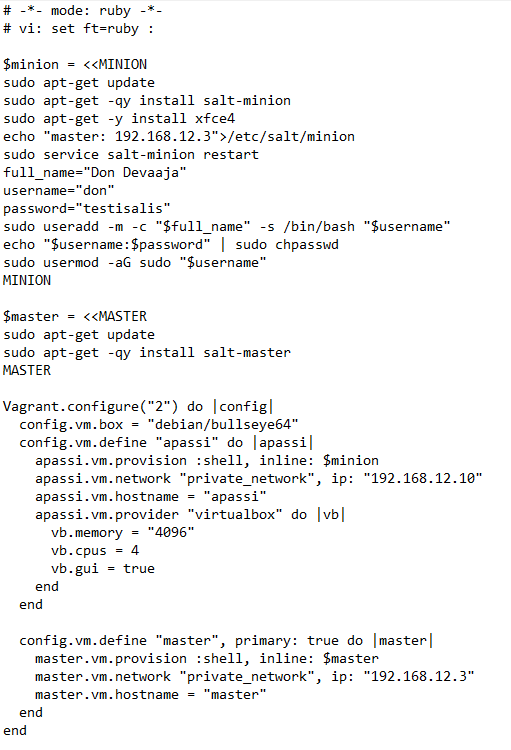 # -*- mode: ruby -*-
# vi: set ft=ruby :

$minion = <<MINION
sudo apt-get update
sudo apt-get -qy install salt-minion
sudo apt-get -y install xfce4
echo "master: 192.168.12.3">/etc/salt/minion
sudo service salt-minion restart
full_name="Don Devaaja"
username="don"
password="testisalis"
sudo useradd -m -c "$full_name" -s /bin/bash "$username"
echo "$username:$password" | sudo chpasswd
sudo usermod -aG sudo "$username"
MINION

$master = <<MASTER
sudo apt-get update
sudo apt-get -qy install salt-master
MASTER

Vagrant.configure("2") do |config|
  config.vm.box = "debian/bullseye64"
  config.vm.define "apassi" do |apassi|
    apassi.vm.provision :shell, inline: $minion
    apassi.vm.network "private_network", ip: "192.168.12.10"
    apassi.vm.hostname = "apassi"
    apassi.vm.provider "virtualbox" do |vb|
      vb.memory = "4096"
      vb.cpus = 4
      vb.gui = true
    end
  end

  config.vm.define "master", primary: true do |master|
    master.vm.provision :shell, inline: $master
    master.vm.network "private_network", ip: "192.168.12.3"
    master.vm.hostname = "master"
  end
end